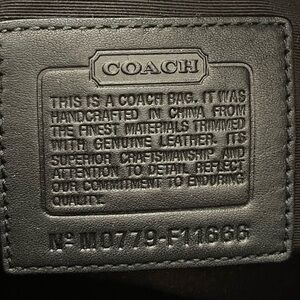 COACH
THIS IS A COACH BAG. IT WAS
HANDCRAFTED IN CHINA FROM
THE FINEST MATERIALS TRIMMED
WITH GENUINE LEATHER. ITS
SUPERIOR CRAFTSMANSHIP AND
ATTENTION TO DETAIL REFLECT
OUR COMMITMENT TO ENDURING
QUALITY.
Nº M0779-F11666